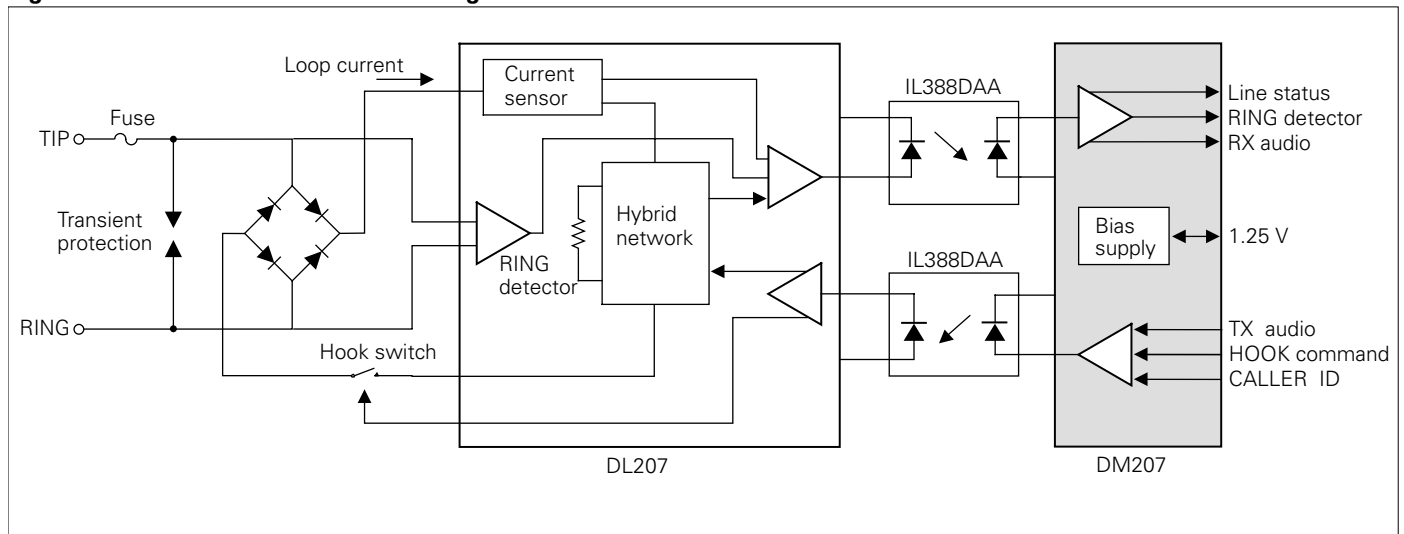 Loop current
Current
sensor
IL388DAA
Fuse
TIP
Line status
RING detector
RX audio
Transient
protection
Hybrid
network
Bias
supply
1.25 V
RING
detector
IL388DAA
RING
Hook switch
TX audio
HOOK command
CALLER ID
DL207
DM207